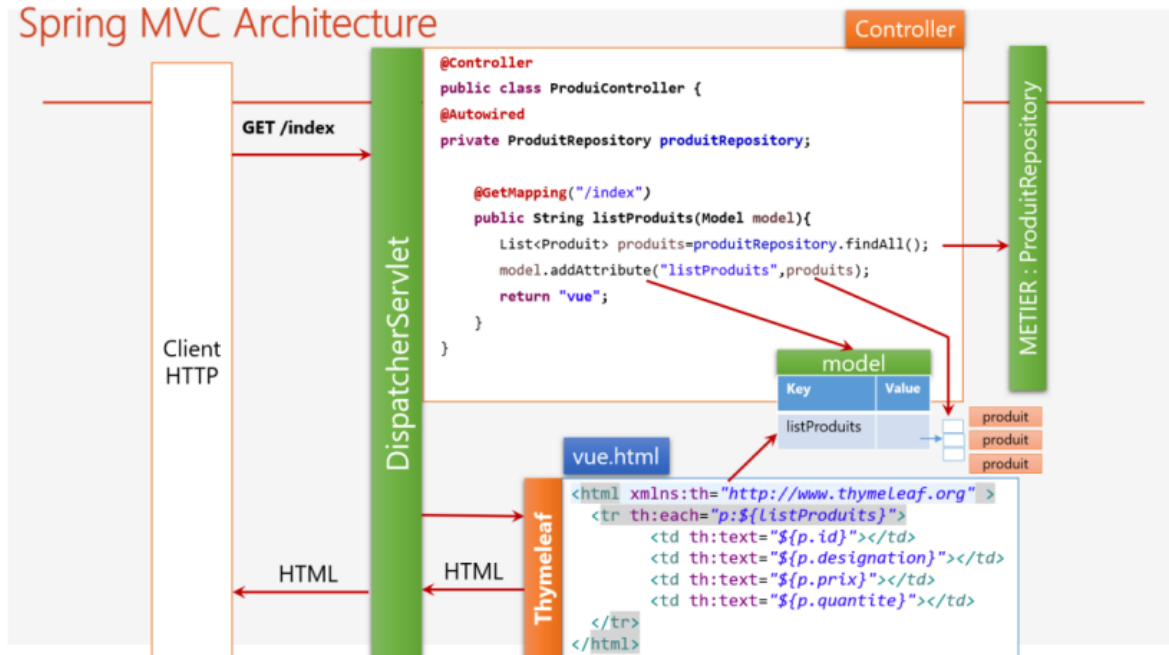 Spring MVC Architecture
Controller
@Controller
public class ProduiController {
@Autowired
private ProduitRepository produitRepository;
@GetMapping("/index")
public String listProduits(Model model){
List<Produit> produits=produitRepository.findAll();
model.addAttribute("listProduits",produits);
return "vue";
}
}
GET /index
Client
HTTP
DispatcherServlet
METIER : ProduitRepository
model
Key Value
listProduits
produit
produit
produit
vue.html
Thymeleaf
<html xmlns:th="http://www.thymeleaf.org" >
<tr th:each="p:${listProduits}">
<td th:text="${p.id}"></td>
<td th:text="${p.designation}"></td>
<td th:text="${p.prix}"></td>
<td th:text="${p.quantite}"></td>
</tr>
</html>
HTML
HTML